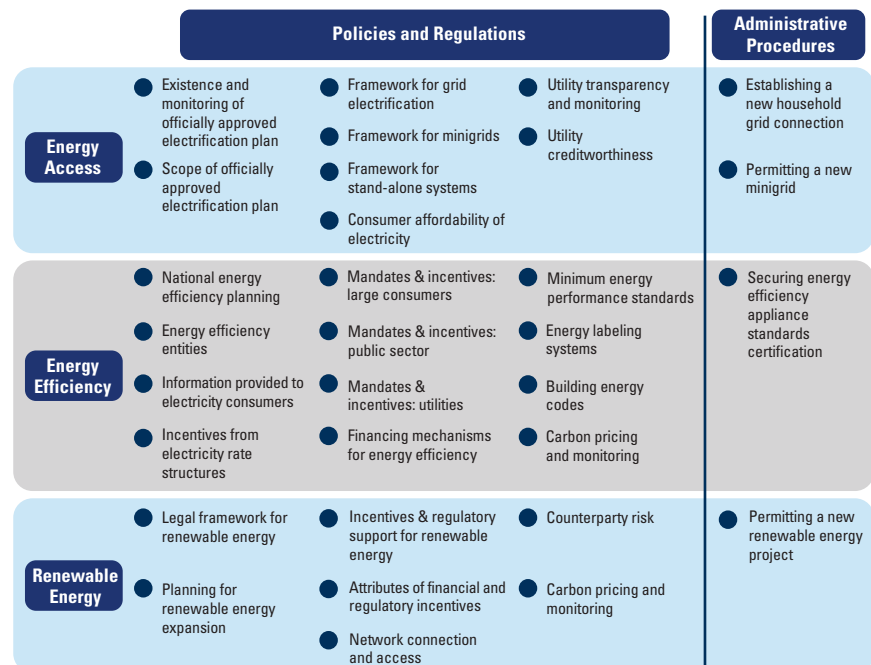 Policies and Regulations
Administrative
Procedures
Energy
Access
Existence and
monitoring of
officially approved
electrification plan
Scope of officially
approved
electrification plan
Framework for grid
electrification
Framework for minigrids
Framework for
stand-alone systems
Consumer affordability of
electricity
Utility transparency
and monitoring
Utility
creditworthiness
Establishing a
new household
grid connection
Permitting a new
minigrid
Energy
Efficiency
National energy
efficiency planning
Energy efficiency
entities
Information provided to
electricity consumers
Incentives from
electricity rate
structures
Mandates & incentives:
large consumers
Mandates & incentives:
public sector
Mandates &
incentives: utilities
Financing mechanisms
for energy efficiency
Minimum energy
performance standards
Energy labeling
systems
Building energy
codes
Carbon pricing
and monitoring
Securing energy
efficiency
appliance
standards
certification
Renewable
Energy
Legal framework for
renewable energy
Planning for
renewable energy
expansion
Incentives & regulatory
support for renewable
energy
Attributes of financial and
regulatory incentives
Network connection
and access
Counterparty risk
Carbon pricing and
monitoring
Permitting a new
renewable energy
project